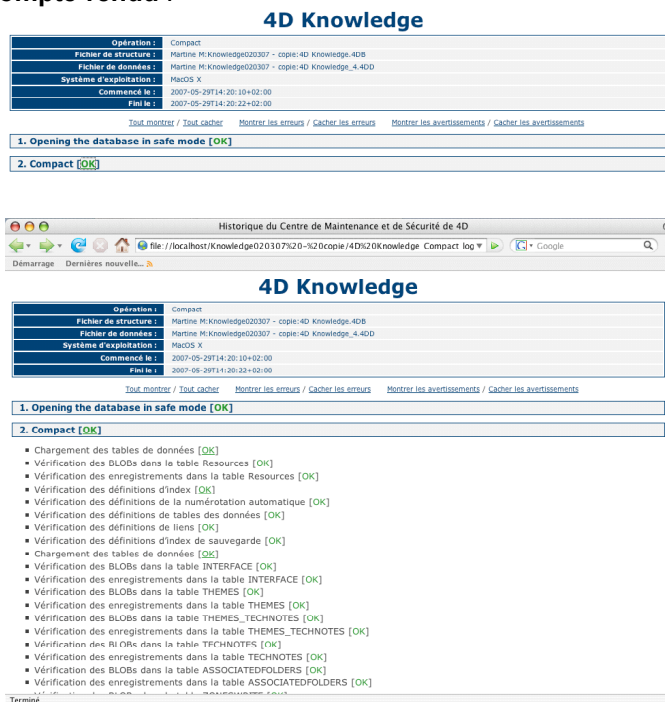 ompte rendu :
4D Knowledge
Opération : Compact
Fichier de structure : Martine M:Knowledge020307 - copie:4D Knowledge.4DB
Fichier de données : Martine M:Knowledge020307 - copie:4D Knowledge_4.4DD
Système d'exploitation : MacOS X
Commencé le : 2007-05-29T14:20:10+02:00
Fini le : 2007-05-29T14:20:22+02:00
Tout montrer / Tout cacher Montrer les erreurs / Cacher les erreurs Montrer les avertissements / Cacher les avertissements
1. Opening the database in safe mode [OK]
2. Compact [OK]
Historique du Centre de Maintenance et de Sécurité de 4D
file://localhost/Knowledge020307%20-%20copie/4D%20Knowledge_Compact_log Google
Démarrage Dernières nouvelle...
4D Knowledge
Opération : Compact
Fichier de structure : Martine M:Knowledge020307 - copie:4D Knowledge.4DB
Fichier de données : Martine M:Knowledge020307 - copie:4D Knowledge_4.4DD
Système d'exploitation : MacOS X
Commencé le : 2007-05-29T14:20:10+02:00
Fini le : 2007-05-29T14:20:22+02:00
Tout montrer / Tout cacher Montrer les erreurs / Cacher les erreurs Montrer les avertissements / Cacher les avertissements
1. Opening the database in safe mode [OK]
2. Compact [OK]
Chargement des tables de données [OK]
Vérification des BLOBs dans la table Resources [OK]
Vérification des enregistrements dans la table Resources [OK]
Vérification des définitions d'index [OK]
Vérification des définitions de la numérotation automatique [OK]
Vérification des définitions de tables des données [OK]
Vérification des définitions de liens [OK]
Vérification des définitions d'index de sauvegarde [OK]
Chargement des tables de données [OK]
Vérification des BLOBs dans la table INTERFACE [OK]
Vérification des enregistrements dans la table INTERFACE [OK]
Vérification des BLOBs dans la table THEMES [OK]
Vérification des enregistrements dans la table THEMES [OK]
Vérification des BLOBs dans la table THEMES_TECHNOTES [OK]
Vérification des enregistrements dans la table THEMES_TECHNOTES [OK]
Vérification des BLOBs dans la table TECHNOTES [OK]
Vérification des enregistrements dans la table TECHNOTES [OK]
Vérification des BLOBs dans la table ASSOCIATEDFOLDERS [OK]
Vérification des enregistrements dans la table ASSOCIATEDFOLDERS [OK]
Terminé